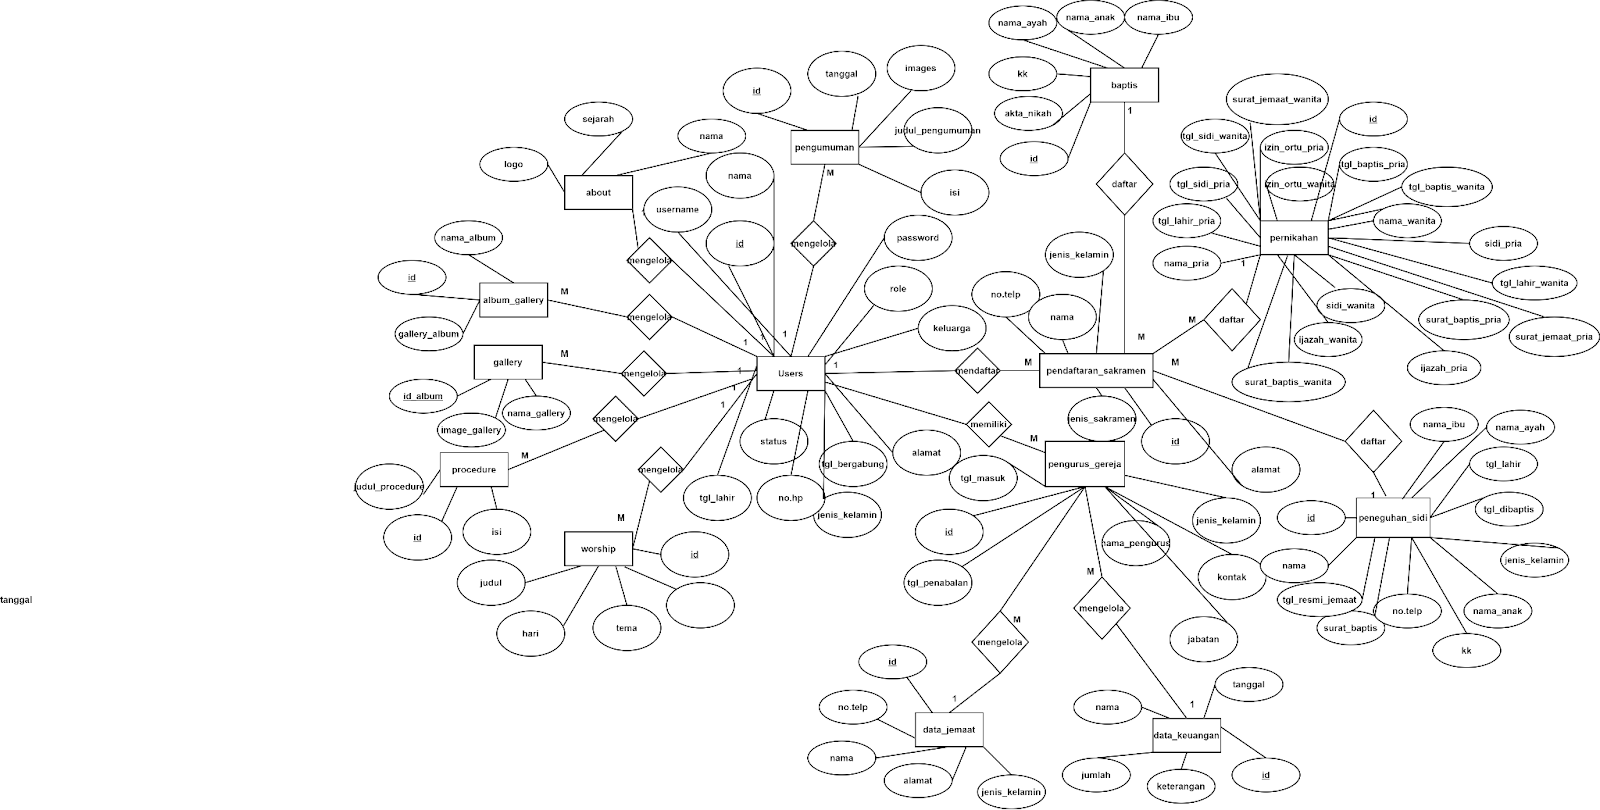 nama_ayah
nama_anak
nama_ibu
kk
baptis
akta_nikah
id
1
daftar
tanggal
images
id
judul_pengumuman
pengumuman
isi
M
mengelola
sejarah
nama
logo
about
mengelola
nama
username
id
password
role
keluarga
nama_album
id
album_gallery
gallery_album
M
mengelola
1
1
1
gallery
M
id_album
nama_gallery
image_gallery
mengelola
1
Users
1
mendaftar
M
mengelola
1
1
procedure
M
judul_procedure
id
isi
mengelola
M
worship
id
judul
hari
tema
tanggal
tgl_lahir
status
no.hp
tgl_bergabung
jenis_kelamin
alamat
memiliki
M
jenis_kelamin
no.telp
nama
M
pendaftaran_sakramen
M
jenis_sakramen
id
alamat
surat_jemaat_wanita
id
tgl_sidi_wanita
izin_ortu_pria
tgl_baptis_pria
tgl_sidi_pria
izin_ortu_wanita
tgl_baptis_wanita
tgl_lahir_pria
nama_wanita
pernikahan
sidi_pria
nama_pria
1
tgl_lahir_wanita
M
daftar
sidi_wanita
surat_baptis_pria
surat_jemaat_pria
ijazah_wanita
ijazah_pria
surat_baptis_wanita
daftar
1
nama_ibu
nama_ayah
tgl_lahir
tgl_dibaptis
id
peneguhan_sidi
jenis_kelamin
nama
tgl_resmi_jemaat
no.telp
nama_anak
surat_baptis
kk
pengurus_gereja
tgl_masuk
id
jenis_kelamin
nama_pengurus
kontak
tgl_penabalan
jabatan
M
mengelola
M
mengelola
1
id
no.telp
data_jemaat
nama
alamat
jenis_kelamin
1
tanggal
nama
data_keuangan
jumlah
keterangan
id